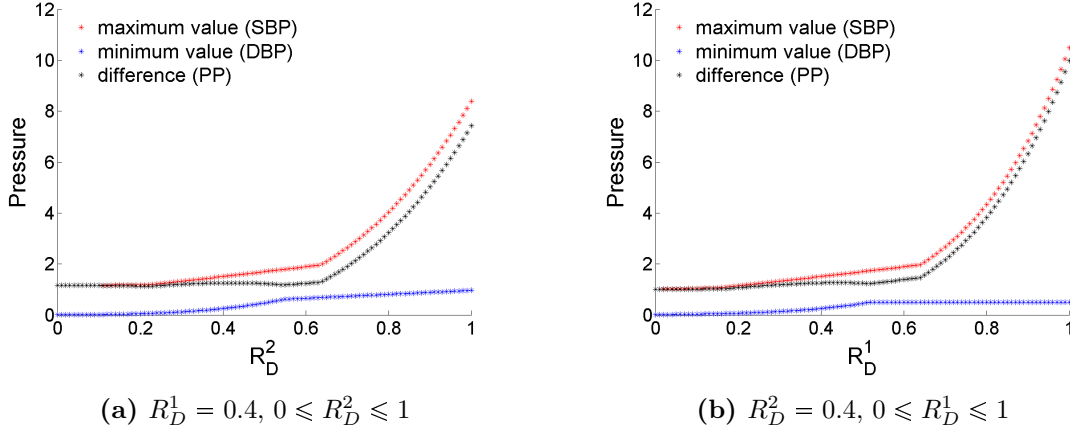 12
10
8
6
4
2
0
Pressure
* maximum value (SBP)
* minimum value (DBP)
* difference (PP)
0 0.2 0.4 0.6 0.8 1
R_D^2
(a) R_D^1 = 0.4, 0 ⩽ R_D^2 ⩽ 1
12
10
8
6
4
2
0
Pressure
* maximum value (SBP)
* minimum value (DBP)
* difference (PP)
0 0.2 0.4 0.6 0.8 1
R_D^1
(b) R_D^2 = 0.4, 0 ⩽ R_D^1 ⩽ 1